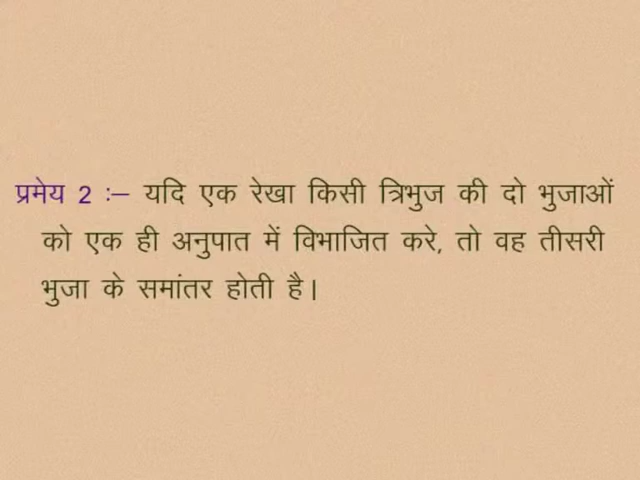 प्रमेय 2 :– यदि एक रेखा किसी त्रिभुज की दो भुजाओं
को एक ही अनुपात में विभाजित करे, तो वह तीसरी
भुजा के समांतर होती है।